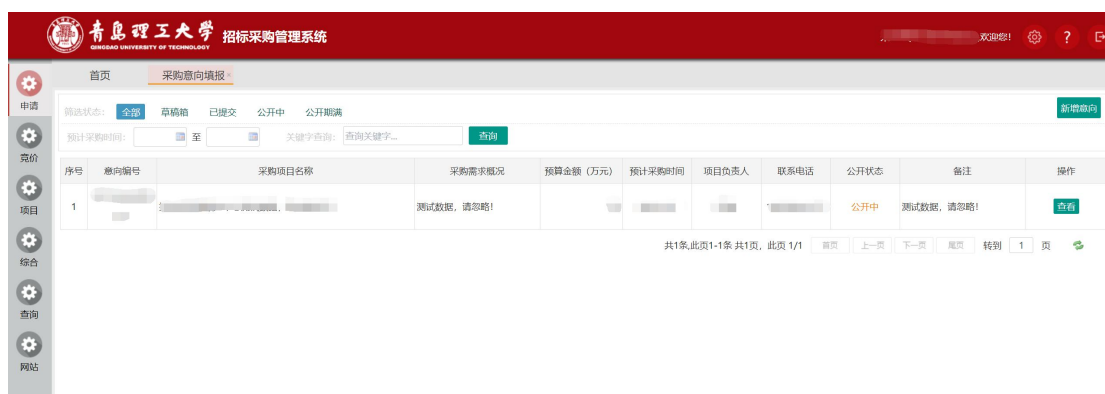 青岛理工大学 招标采购管理系统
QINGDAO UNIVERSITY OF TECHNOLOGY
欢迎您! ?
首页 采购意向填报×
申请
竞价
项目
综合
查询
网站
筛选状态: 全部 草稿箱 已提交 公开中 公开期满
新增意向
预计采购时间: 至 关键字查询: 查询关键字... 查询
序号 意向编号 采购项目名称 采购需求概况 预算金额(万元) 预计采购时间 项目负责人 联系电话 公开状态 备注 操作
1 测试数据,请忽略! 公开中 测试数据,请忽略! 查看
共1条,此页1-1条 共1页, 此页 1/1 首页 上一页 下一页 尾页 转到 1 页